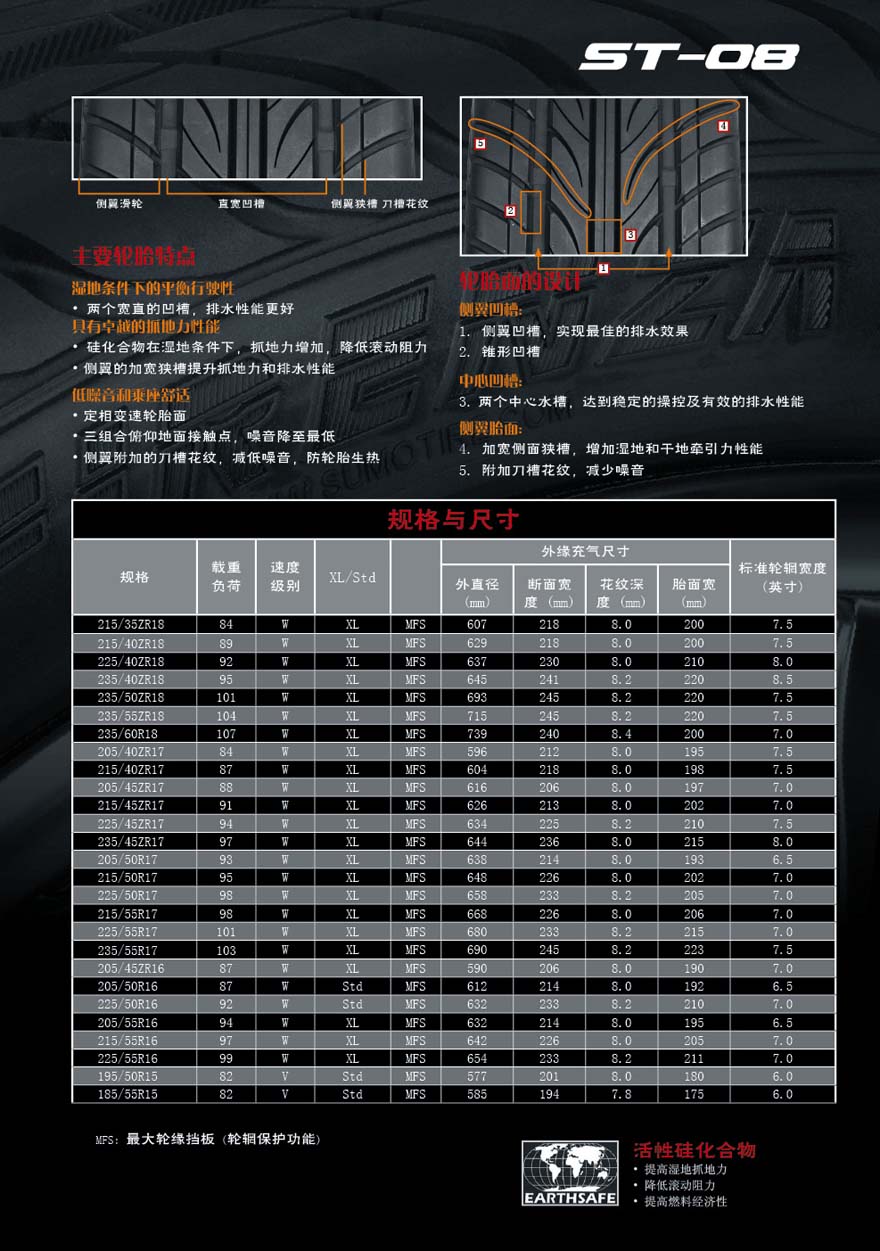 ST-08
侧翼滑轮 直宽凹槽 侧翼狭槽 刀槽花纹
5
4
2
3
1
主要轮胎特点
湿地条件下的平衡行驶性
• 两个宽直的凹槽，排水性能更好
具有卓越的抓地力性能
• 硅化合物在湿地条件下，抓地力增加，降低滚动阻力
• 侧翼的加宽狭槽提升抓地力和排水性能
低噪音和乘座舒适
• 定相变速轮胎面
• 三组合俯仰地面接触点，噪音降至最低
• 侧翼附加的刀槽花纹，减低噪音，防轮胎生热
轮胎面的设计
侧翼凹槽:
1. 侧翼凹槽，实现最佳的排水效果
2. 锥形凹槽
中心凹槽:
3. 两个中心水槽，达到稳定的操控及有效的排水性能
侧翼胎面:
4. 加宽侧面狭槽，增加湿地和干地牵引力性能
5. 附加刀槽花纹，减少噪音
规格与尺寸
规格 载重负荷 速度级别 XL/Std 外缘充气尺寸 标准轮辋宽度（英寸）
外直径（mm） 断面宽度（mm） 花纹深度（mm） 胎面宽（mm）
215/35ZR18 84 W XL MFS 607 218 8.0 200 7.5
215/40ZR18 89 W XL MFS 629 218 8.0 200 7.5
225/40ZR18 92 W XL MFS 637 230 8.0 210 8.0
235/40ZR18 95 W XL MFS 645 241 8.2 220 8.5
235/50ZR18 101 W XL MFS 693 245 8.2 220 7.5
235/55ZR18 104 W XL MFS 715 245 8.2 220 7.5
235/60R18 107 W XL MFS 739 240 8.4 200 7.0
205/40ZR17 84 W XL MFS 596 212 8.0 195 7.5
215/40ZR17 87 W XL MFS 604 218 8.0 198 7.5
205/45ZR17 88 W XL MFS 616 206 8.0 197 7.0
215/45ZR17 91 W XL MFS 626 213 8.0 202 7.0
225/45ZR17 94 W XL MFS 634 225 8.2 210 7.5
235/45ZR17 97 W XL MFS 644 236 8.0 215 8.0
205/50R17 93 W XL MFS 638 214 8.0 193 6.5
215/50R17 95 W XL MFS 648 226 8.0 202 7.0
225/50R17 98 W XL MFS 658 233 8.2 205 7.0
215/55R17 98 W XL MFS 668 226 8.0 206 7.0
225/55R17 101 W XL MFS 680 233 8.2 215 7.0
235/55R17 103 W XL MFS 690 245 8.2 223 7.5
205/45ZR16 87 W XL MFS 590 206 8.0 190 7.0
205/50R16 87 W Std MFS 612 214 8.0 192 6.5
225/50R16 92 W Std MFS 632 233 8.2 210 7.0
205/55R16 94 W XL MFS 632 214 8.0 195 6.5
215/55R16 97 W XL MFS 642 226 8.0 205 7.0
225/55R16 99 W XL MFS 654 233 8.2 211 7.0
195/50R15 82 V Std MFS 577 201 8.0 180 6.0
185/55R15 82 V Std MFS 585 194 7.8 175 6.0
MFS: 最大轮缘挡板（轮辋保护功能）
EARTHSAFE
活性硅化合物
• 提高湿地抓地力
• 降低滚动阻力
• 提高燃料经济性